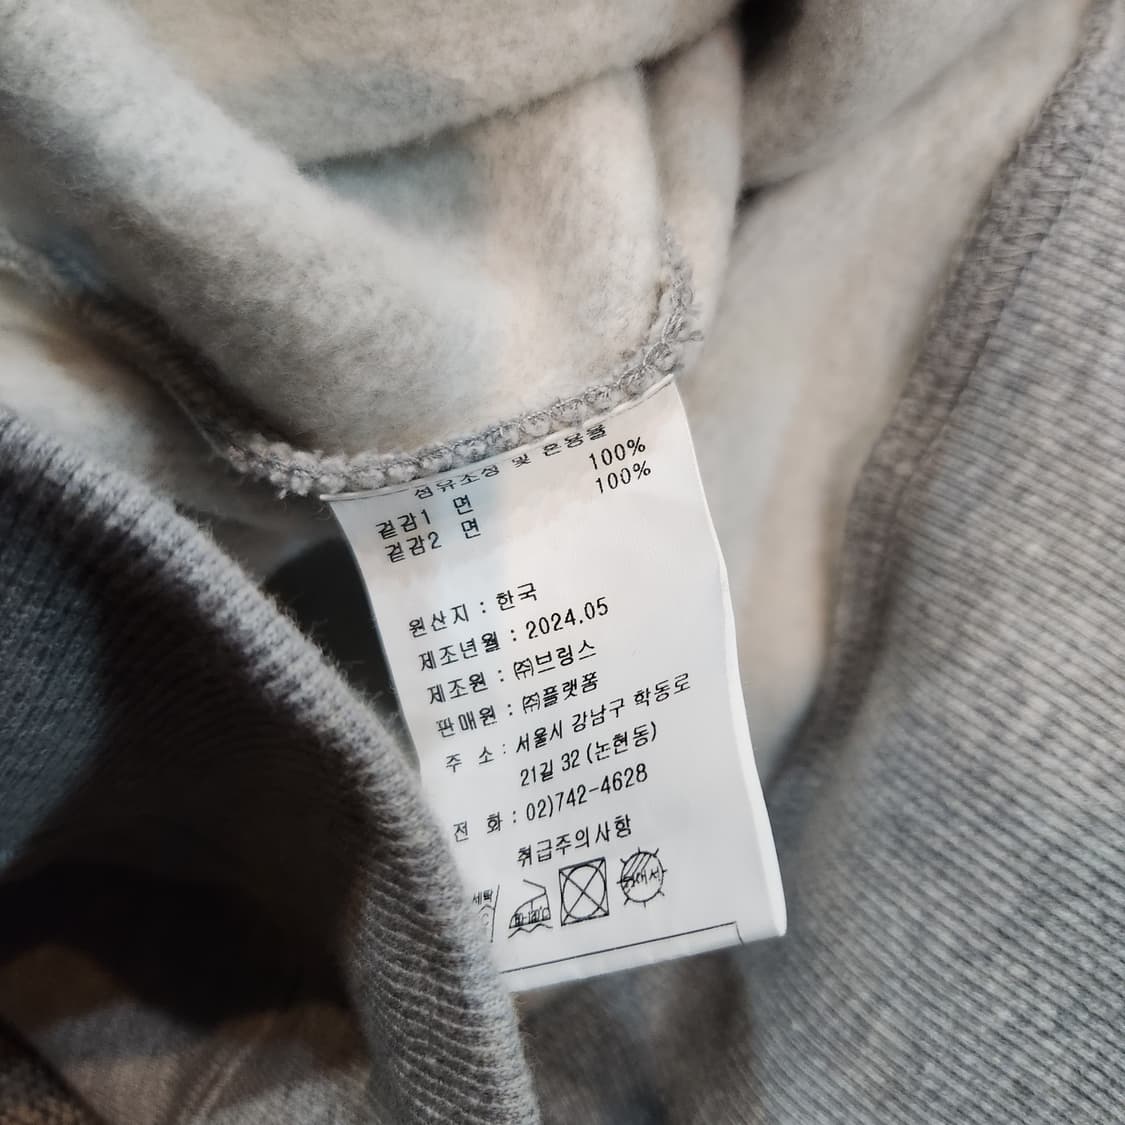 섬유조성 및 혼용율
겉감1 면 100%
겉감2 면 100%
원산지 : 한국
제조년월 : 2024.05
제조원 : ㈜브링스
판매원 : ㈜플랫폼
주 소 : 서울시 강남구 학동로
21길 32 (논현동)
전 화 : 02)742-4628
취급주의사항
세탁